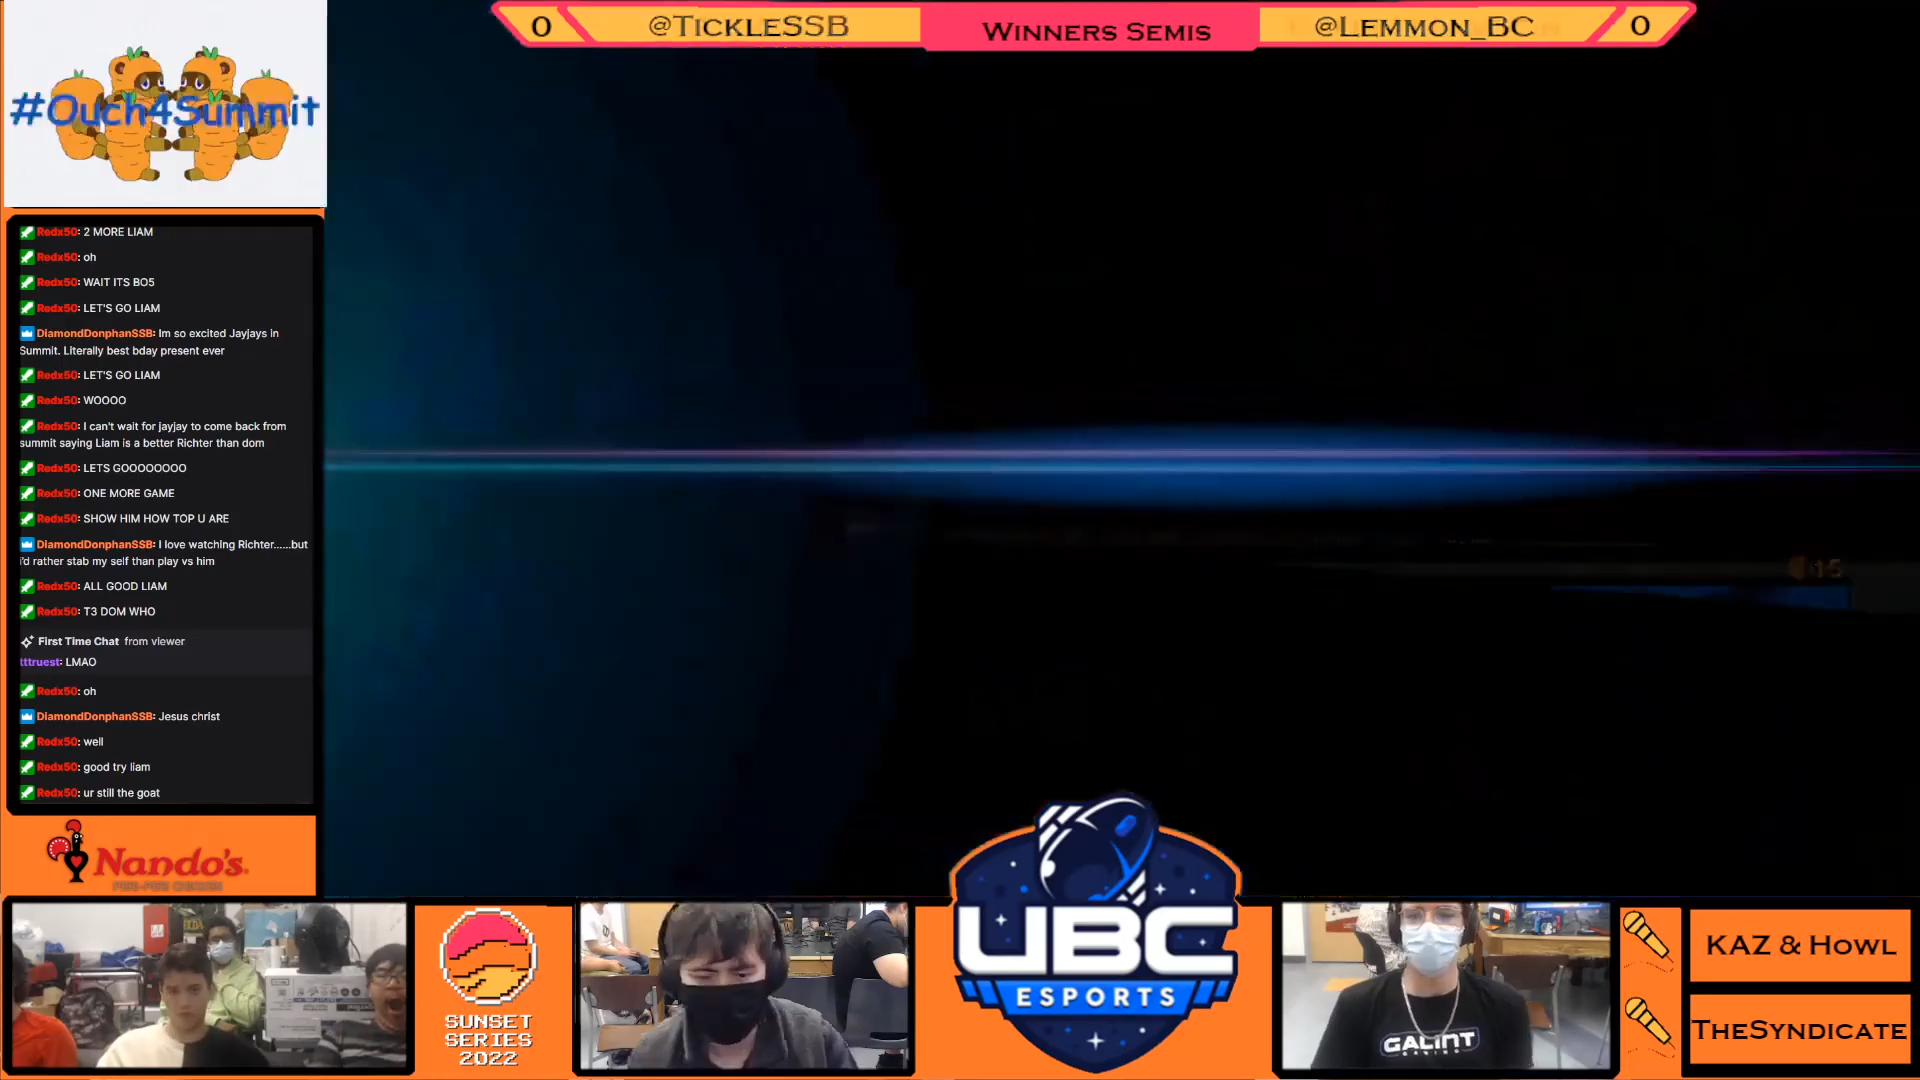 0 @TickleSSB Winners Semis @Lemmon_BC 0
#Ouch4Summit
Redx50: 2 MORE LIAM
Redx50: oh
Redx50: WAIT ITS BO5
Redx50: LET'S GO LIAM
DiamondDonphanSSB: Im so excited Jayjays in
Summit. Literally best bday present ever
Redx50: LET'S GO LIAM
Redx50: WOOOO
Redx50: I can't wait for jayjay to come back from
summit saying Liam is a better Richter than dom
Redx50: LETS GOOOOOOOO
Redx50: ONE MORE GAME
Redx50: SHOW HIM HOW TOP U ARE
DiamondDonphanSSB: I love watching Richter......but
i'd rather stab my self than play vs him
Redx50: ALL GOOD LIAM
Redx50: T3 DOM WHO
First Time Chat from viewer
tttruest: LMAO
Redx50: oh
DiamondDonphanSSB: Jesus christ
Redx50: well
Redx50: good try liam
Redx50: ur still the goat
15
Nando's
PERI-PERI CHICKEN
SUNSET
SERIES
2022
UBC
ESPORTS
GALINT
GAMING
KAZ & Howl
TheSyndicate